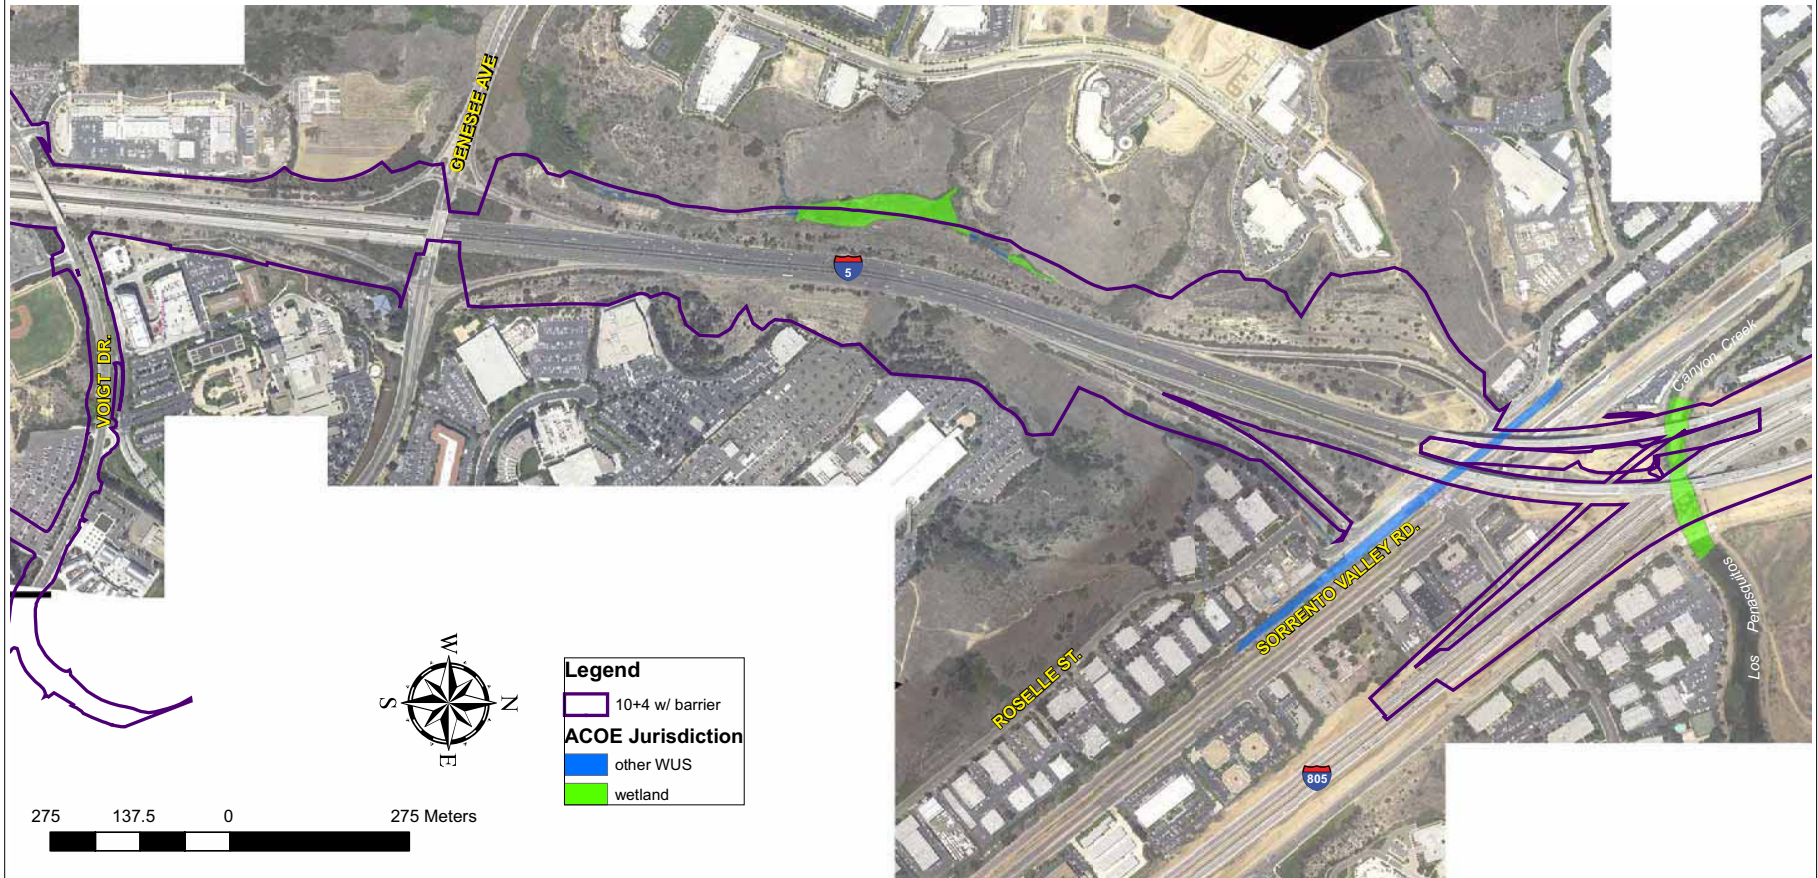 GENESEE AVE
5
VOIGT DR.
Canyon Creek
SORRENTO VALLEY RD.
Los Penasquitos
ROSELLE ST.
805
W
S
N
E
Legend
10+4 w/ barrier
ACOE Jurisdiction
other WUS
wetland
275 137.5 0 275 Meters